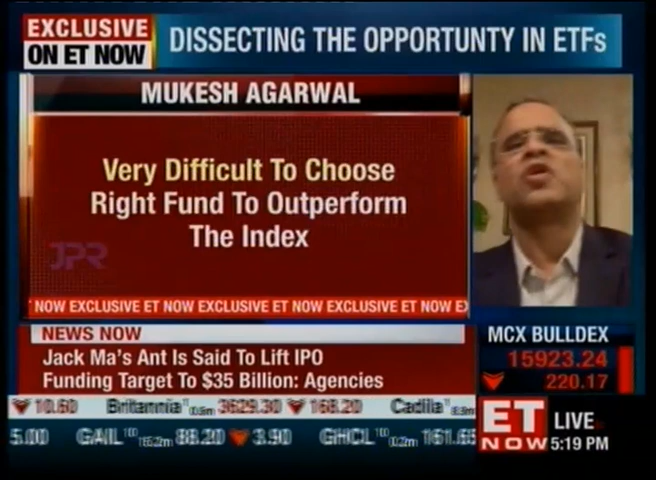 EXCLUSIVE
ON ET NOW
DISSECTING THE OPPORTUNTY IN ETFs
MUKESH AGARWAL
Very Difficult To Choose
Right Fund To Outperform
The Index
JPR
NOW EXCLUSIVE ET NOW EXCLUSIVE ET NOW EXCLUSIVE ET NOW EX
NEWS NOW
Jack Ma's Ant Is Said To Lift IPO
Funding Target To $35 Billion: Agencies
MCX BULLDEX
15923.24
220.17
10.60 Britannia 3629.30 168.20 Cadila
5.00 GAIL 88.20 3.90 GHCL 161.65
ET
NOW
LIVE
5:19 PM